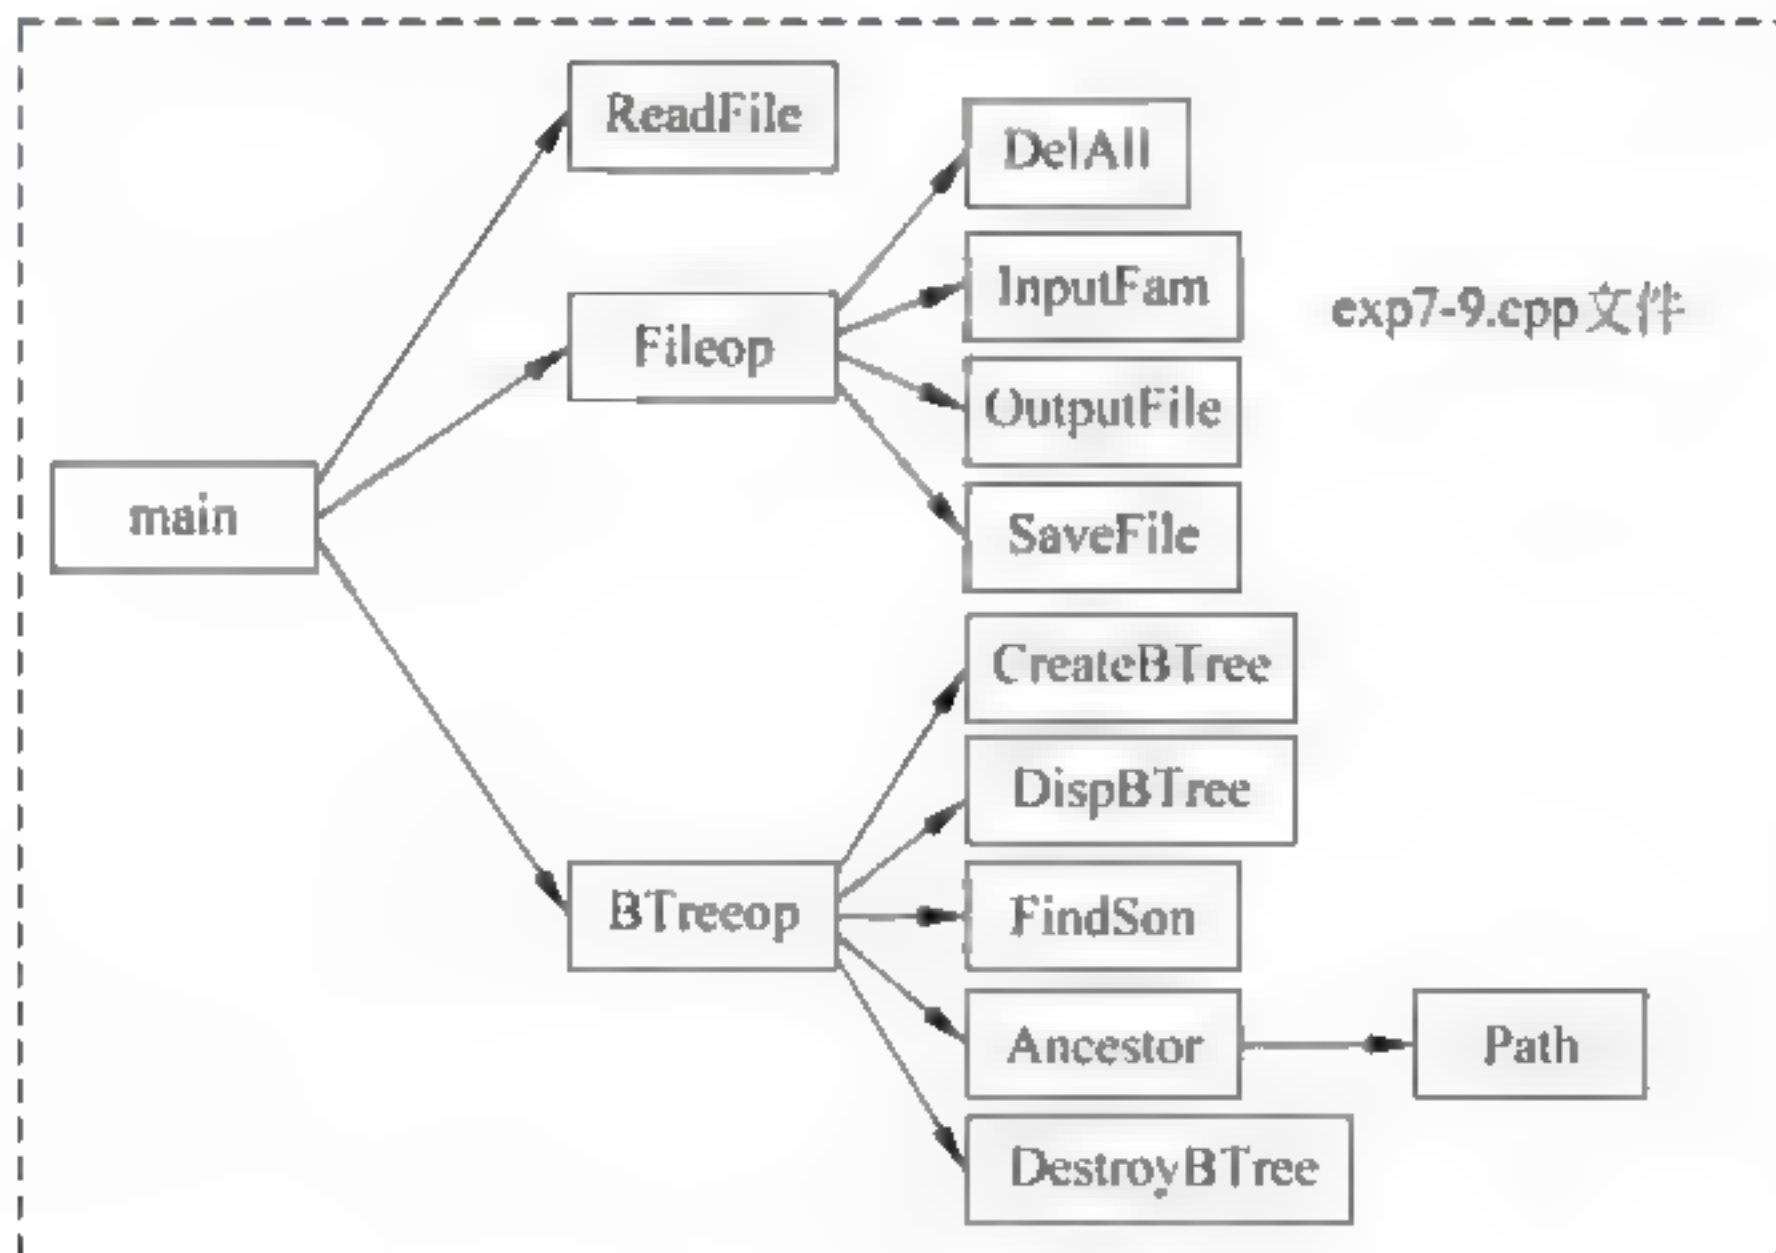 ReadFile
DelAll
InputFam
exp7-9.cpp文件
Fileop
OutputFile
main
SaveFile
CreateBTree
DispBTree
BTreeop
FindSon
Ancestor
Path
DestroyBTree